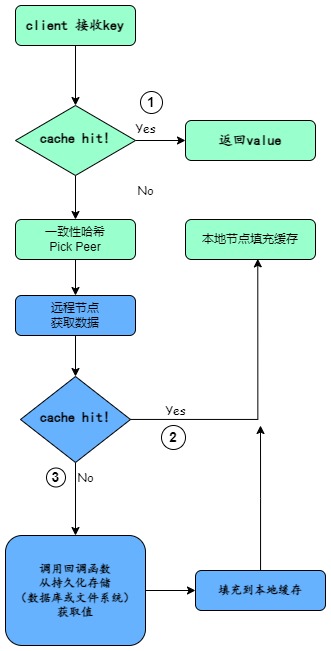 client 接收key
①
cache hit!
Yes
返回value
No
一致性哈希
Pick Peer
本地节点填充缓存
远程节点
获取数据
cache hit!
Yes
②
③
No
调用回调函数
从持久化存储
（数据库或文件系统）
获取值
填充到本地缓存